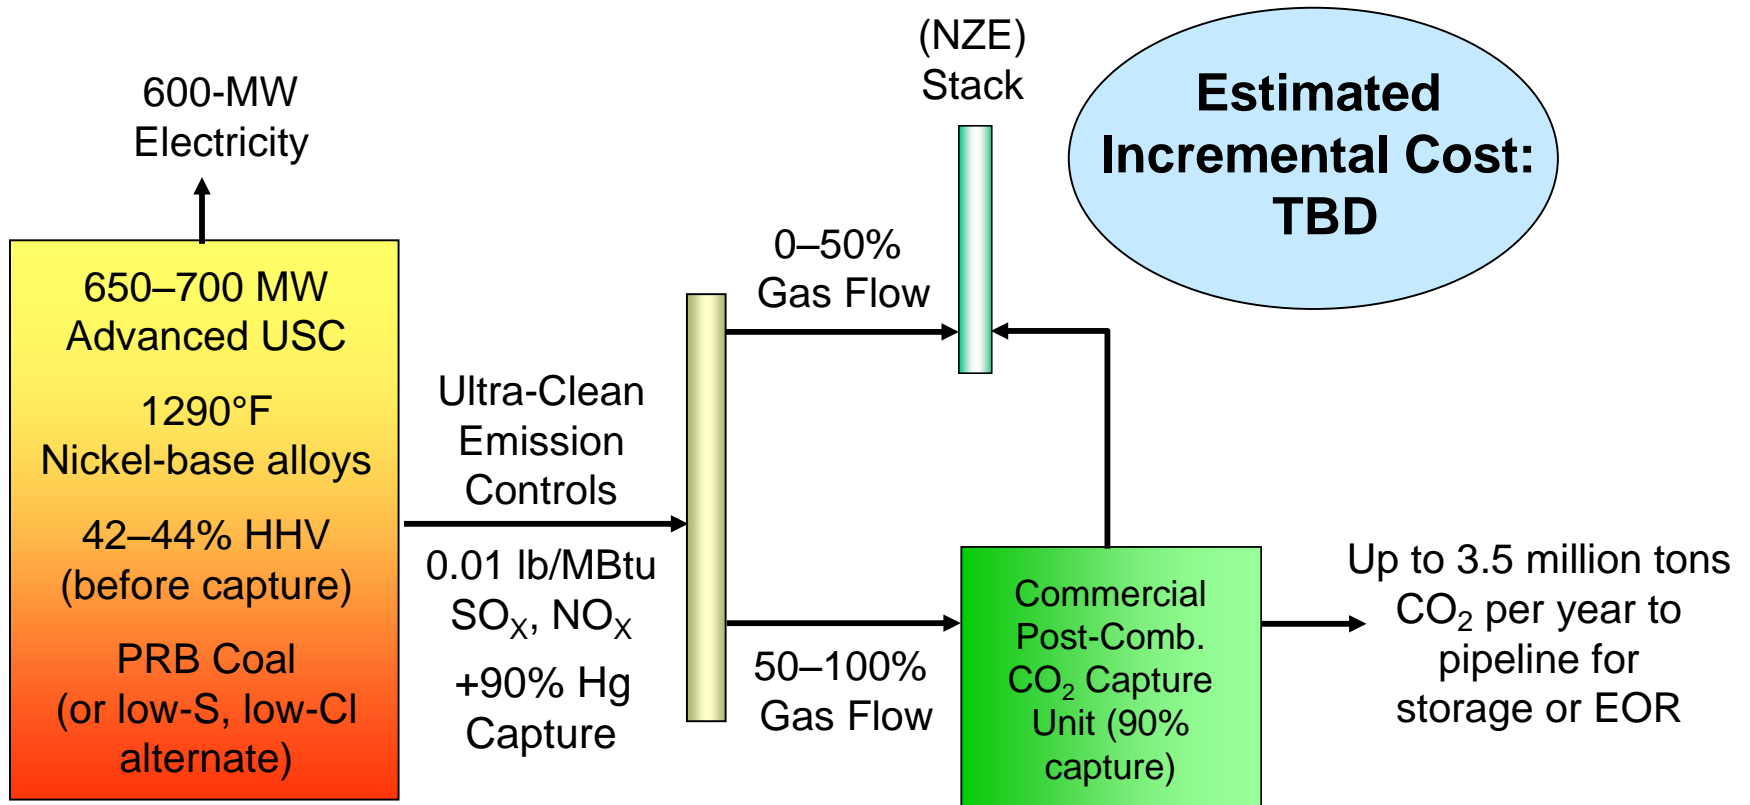 600-MW
Electricity
650–700 MW
Advanced USC
1290°F
Nickel-base alloys
42–44% HHV
(before capture)
PRB Coal
(or low-S, low-Cl
alternate)
Ultra-Clean
Emission
Controls
0.01 lb/MBtu
SOX, NOX
+90% Hg
Capture
0–50%
Gas Flow
50–100%
Gas Flow
(NZE)
Stack
Estimated
Incremental Cost:
TBD
Commercial
Post-Comb.
CO2 Capture
Unit (90%
capture)
Up to 3.5 million tons
CO2 per year to
pipeline for
storage or EOR